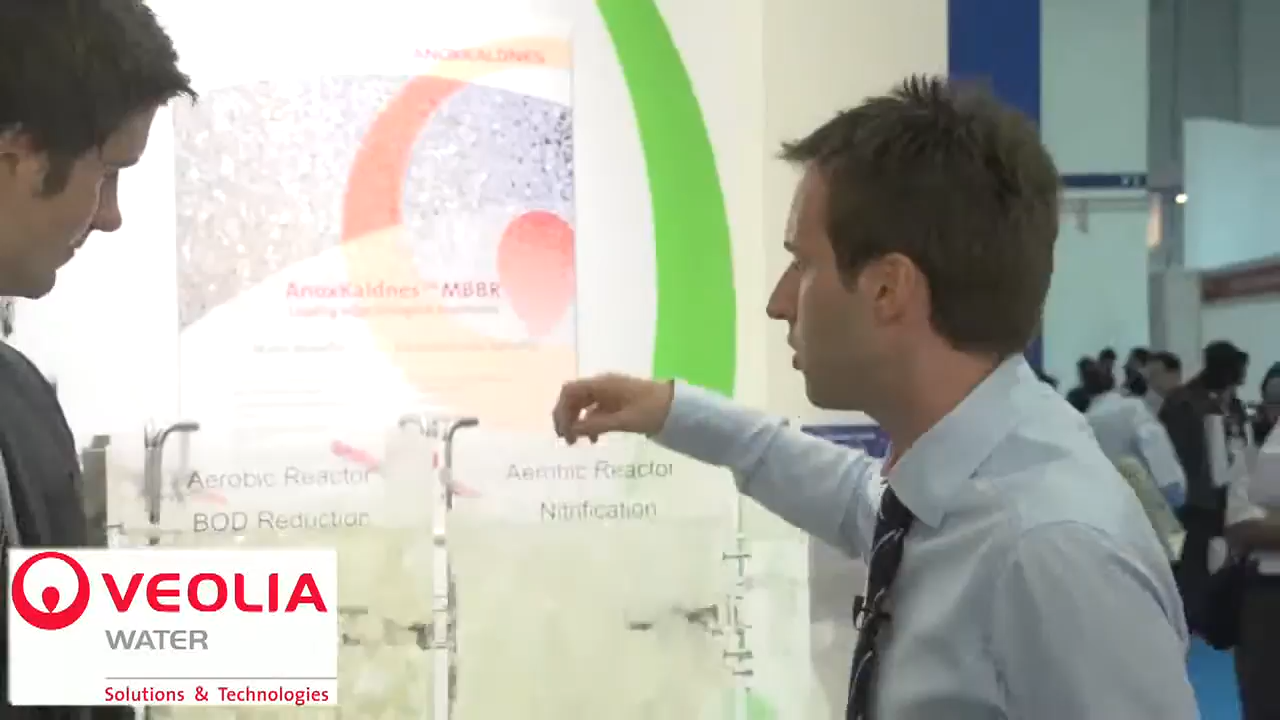 ANOXKALDNES
AnoxKaldnes™ MBBR
Aerobic Reactor
BOD Reduction
Aerobic Reactor
Nitrification
VEOLIA
WATER
Solutions & Technologies